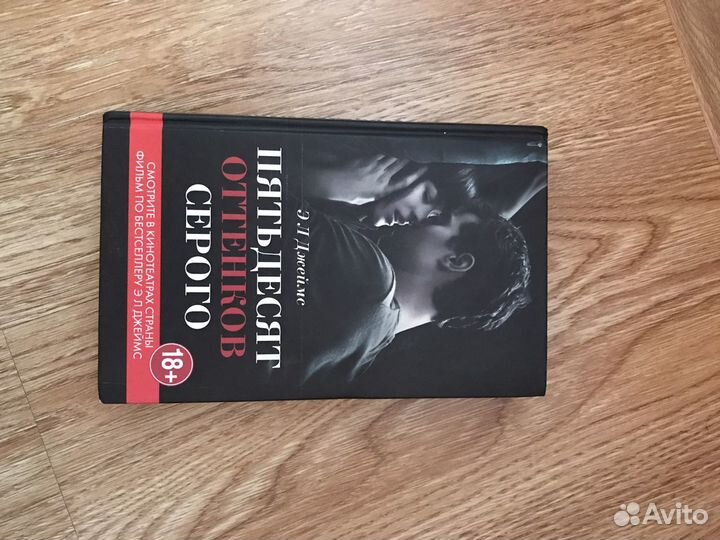 Э Л Джеймс
ПЯТЬДЕСЯТ
ОТТЕНКОВ
СЕРОГО
18+
СМОТРИТЕ В КИНОТЕАТРАХ СТРАНЫ
ФИЛЬМ ПО БЕСТСЕЛЛЕРУ Э Л ДЖЕЙМС
Avito